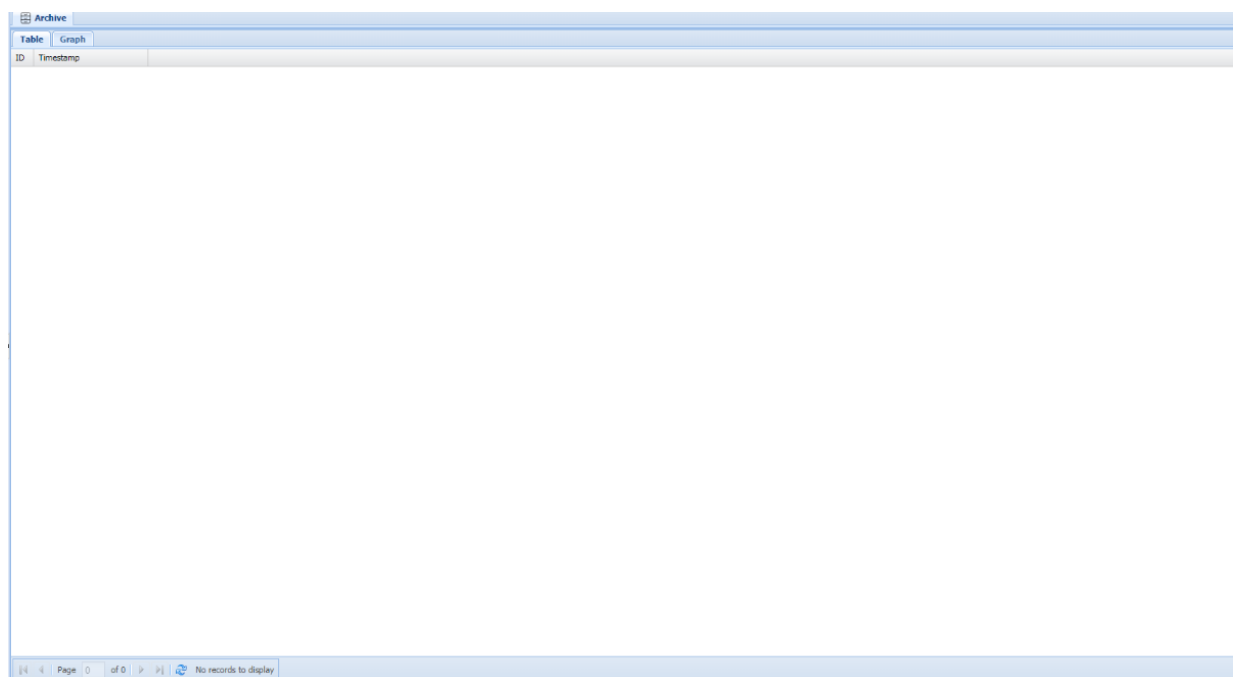 Archive
Table Graph
ID Timestamp
Page 0 of 0 No records to display